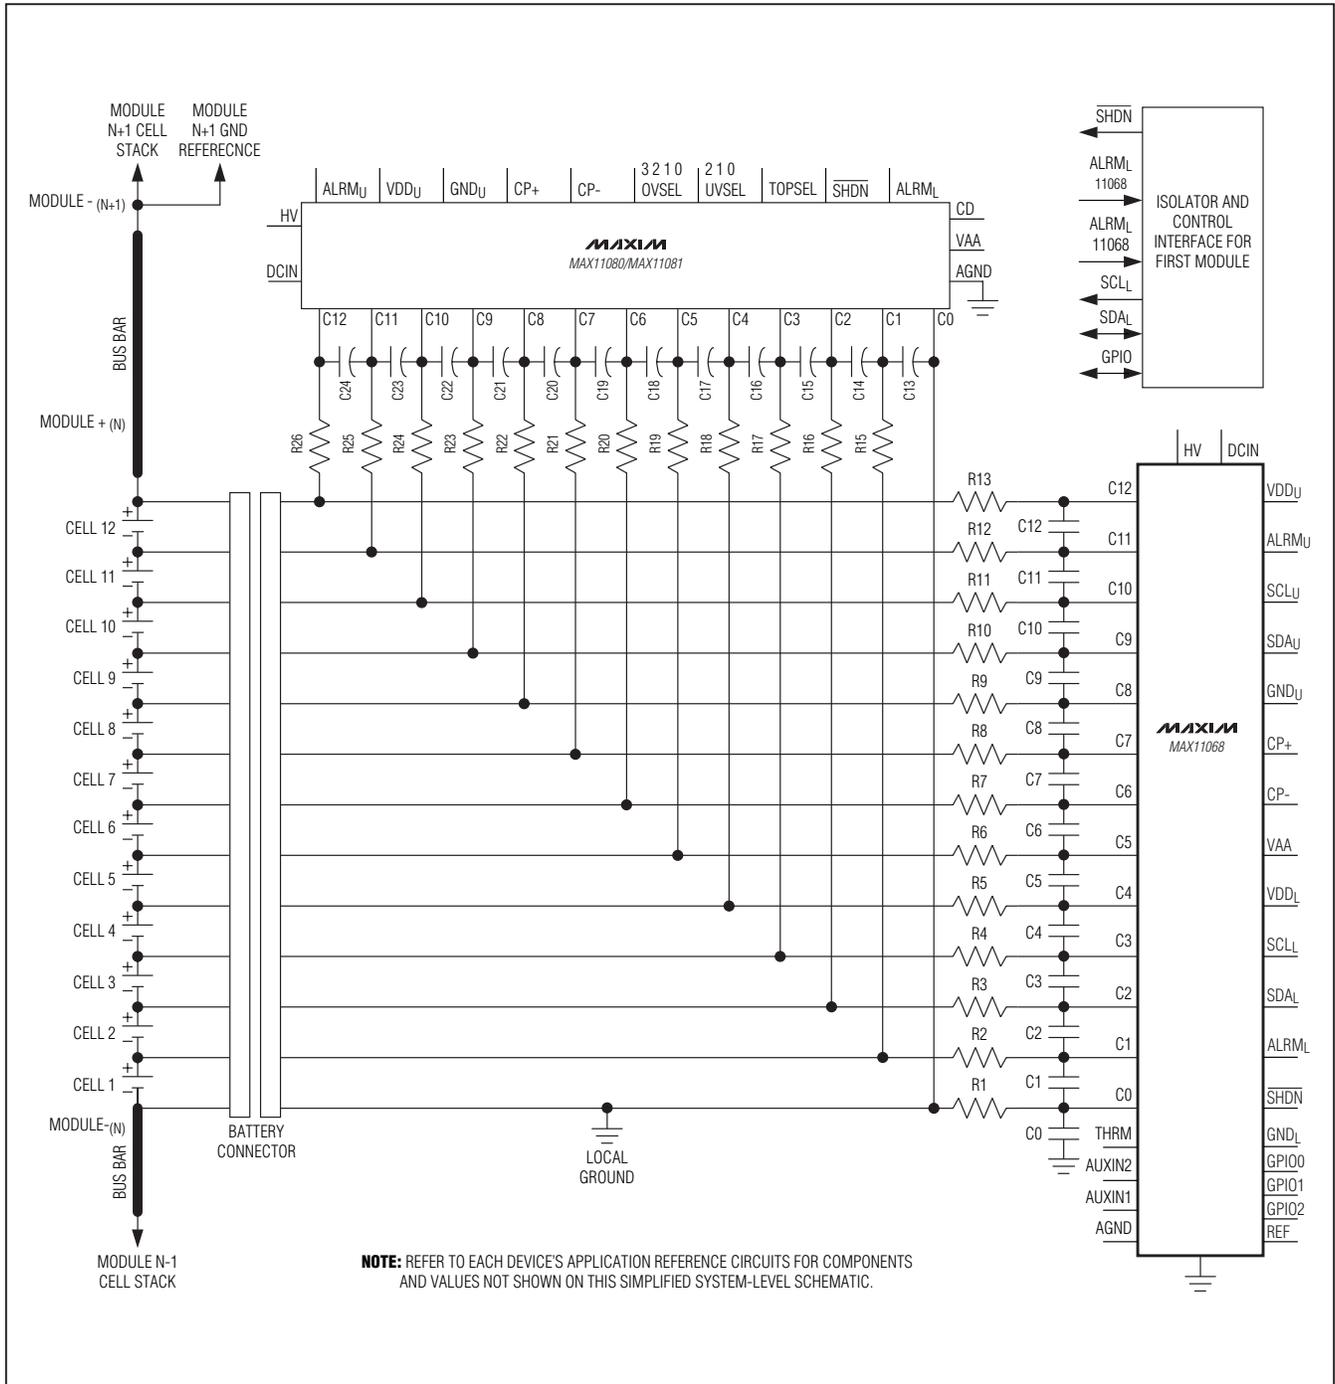 MODULE
N+1 CELL
STACK
MODULE
N+1 GND
REFERECNCE
MODULE - (N+1)
BUS BAR
MODULE + (N)
ALRMU
VDDU
GNDU
CP+
CP-
3 2 1 0
OVSEL
2 1 0
UVSEL
TOPSEL
SHDN
ALRML
HV
DCIN
MAXIM
MAX11080/MAX11081
CD
VAA
AGND
C12
C11
C10
C9
C8
C7
C6
C5
C4
C3
C2
C1
C0
C24
C23
C22
C21
C20
C19
C18
C17
C16
C15
C14
C13
R26
R25
R24
R23
R22
R21
R20
R19
R18
R17
R16
R15
SHDN
ALRML
11068
ALRML
11068
SCLL
SDAL
GPIO
ISOLATOR AND
CONTROL
INTERFACE FOR
FIRST MODULE
+
CELL 12
−
+
CELL 11
−
+
CELL 10
−
+
CELL 9
−
+
CELL 8
−
+
CELL 7
−
+
CELL 6
−
+
CELL 5
−
+
CELL 4
−
+
CELL 3
−
+
CELL 2
−
+
CELL 1
−
MODULE-(N)
BUS BAR
MODULE N-1
CELL STACK
BATTERY
CONNECTOR
LOCAL
GROUND
R13
R12
R11
R10
R9
R8
R7
R6
R5
R4
R3
R2
R1
C12
C11
C10
C9
C8
C7
C6
C5
C4
C3
C2
C1
C0
HV
DCIN
C12
C11
C10
C9
C8
C7
C6
C5
C4
C3
C2
C1
C0
THRM
AUXIN2
AUXIN1
AGND
MAXIM
MAX11068
VDDU
ALRMU
SCLU
SDAU
GNDU
CP+
CP-
VAA
VDDL
SCLL
SDAL
ALRML
SHDN
GNDL
GPIO0
GPIO1
GPIO2
REF
NOTE: REFER TO EACH DEVICE'S APPLICATION REFERENCE CIRCUITS FOR COMPONENTS
AND VALUES NOT SHOWN ON THIS SIMPLIFIED SYSTEM-LEVEL SCHEMATIC.